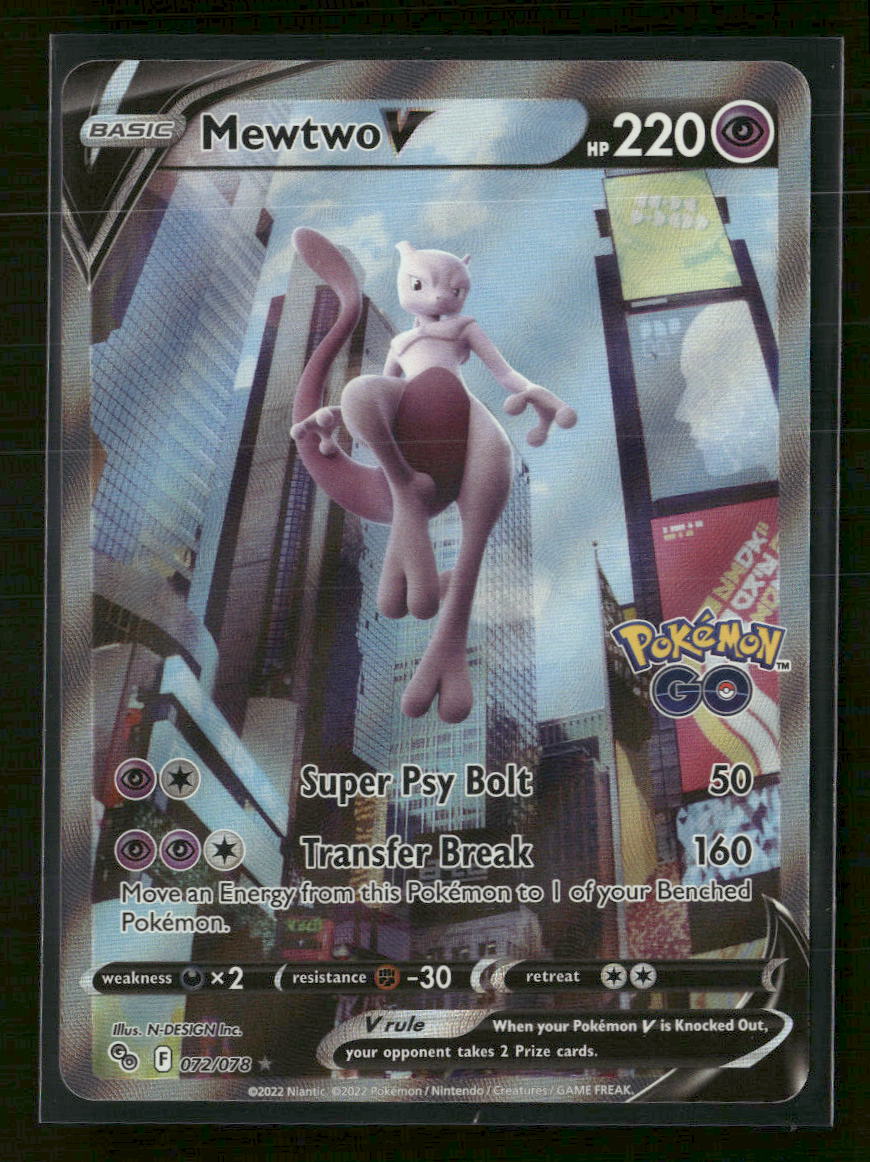 BASIC Mewtwo V HP 220
Pokémon
GO
™
Super Psy Bolt 50
Transfer Break 160
Move an Energy from this Pokémon to 1 of your Benched
Pokémon.
weakness ×2 resistance -30 retreat
Illus. N-DESIGN Inc.
V rule When your Pokémon V is Knocked Out,
your opponent takes 2 Prize cards.
GO F 072/078
©2022 Niantic ©2022 Pokémon / Nintendo / Creatures / GAME FREAK.